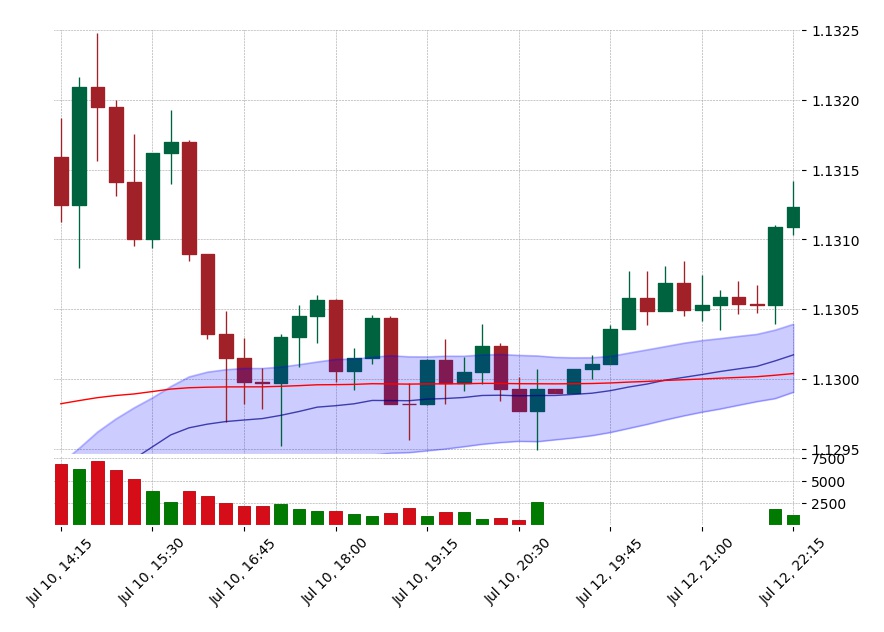 1.1325
1.1320
1.1315
1.1310
1.1305
1.1300
1.1295
7500
5000
2500
Jul 10, 14:15
Jul 10, 15:30
Jul 10, 16:45
Jul 10, 18:00
Jul 10, 19:15
Jul 10, 20:30
Jul 12, 19:45
Jul 12, 21:00
Jul 12, 22:15